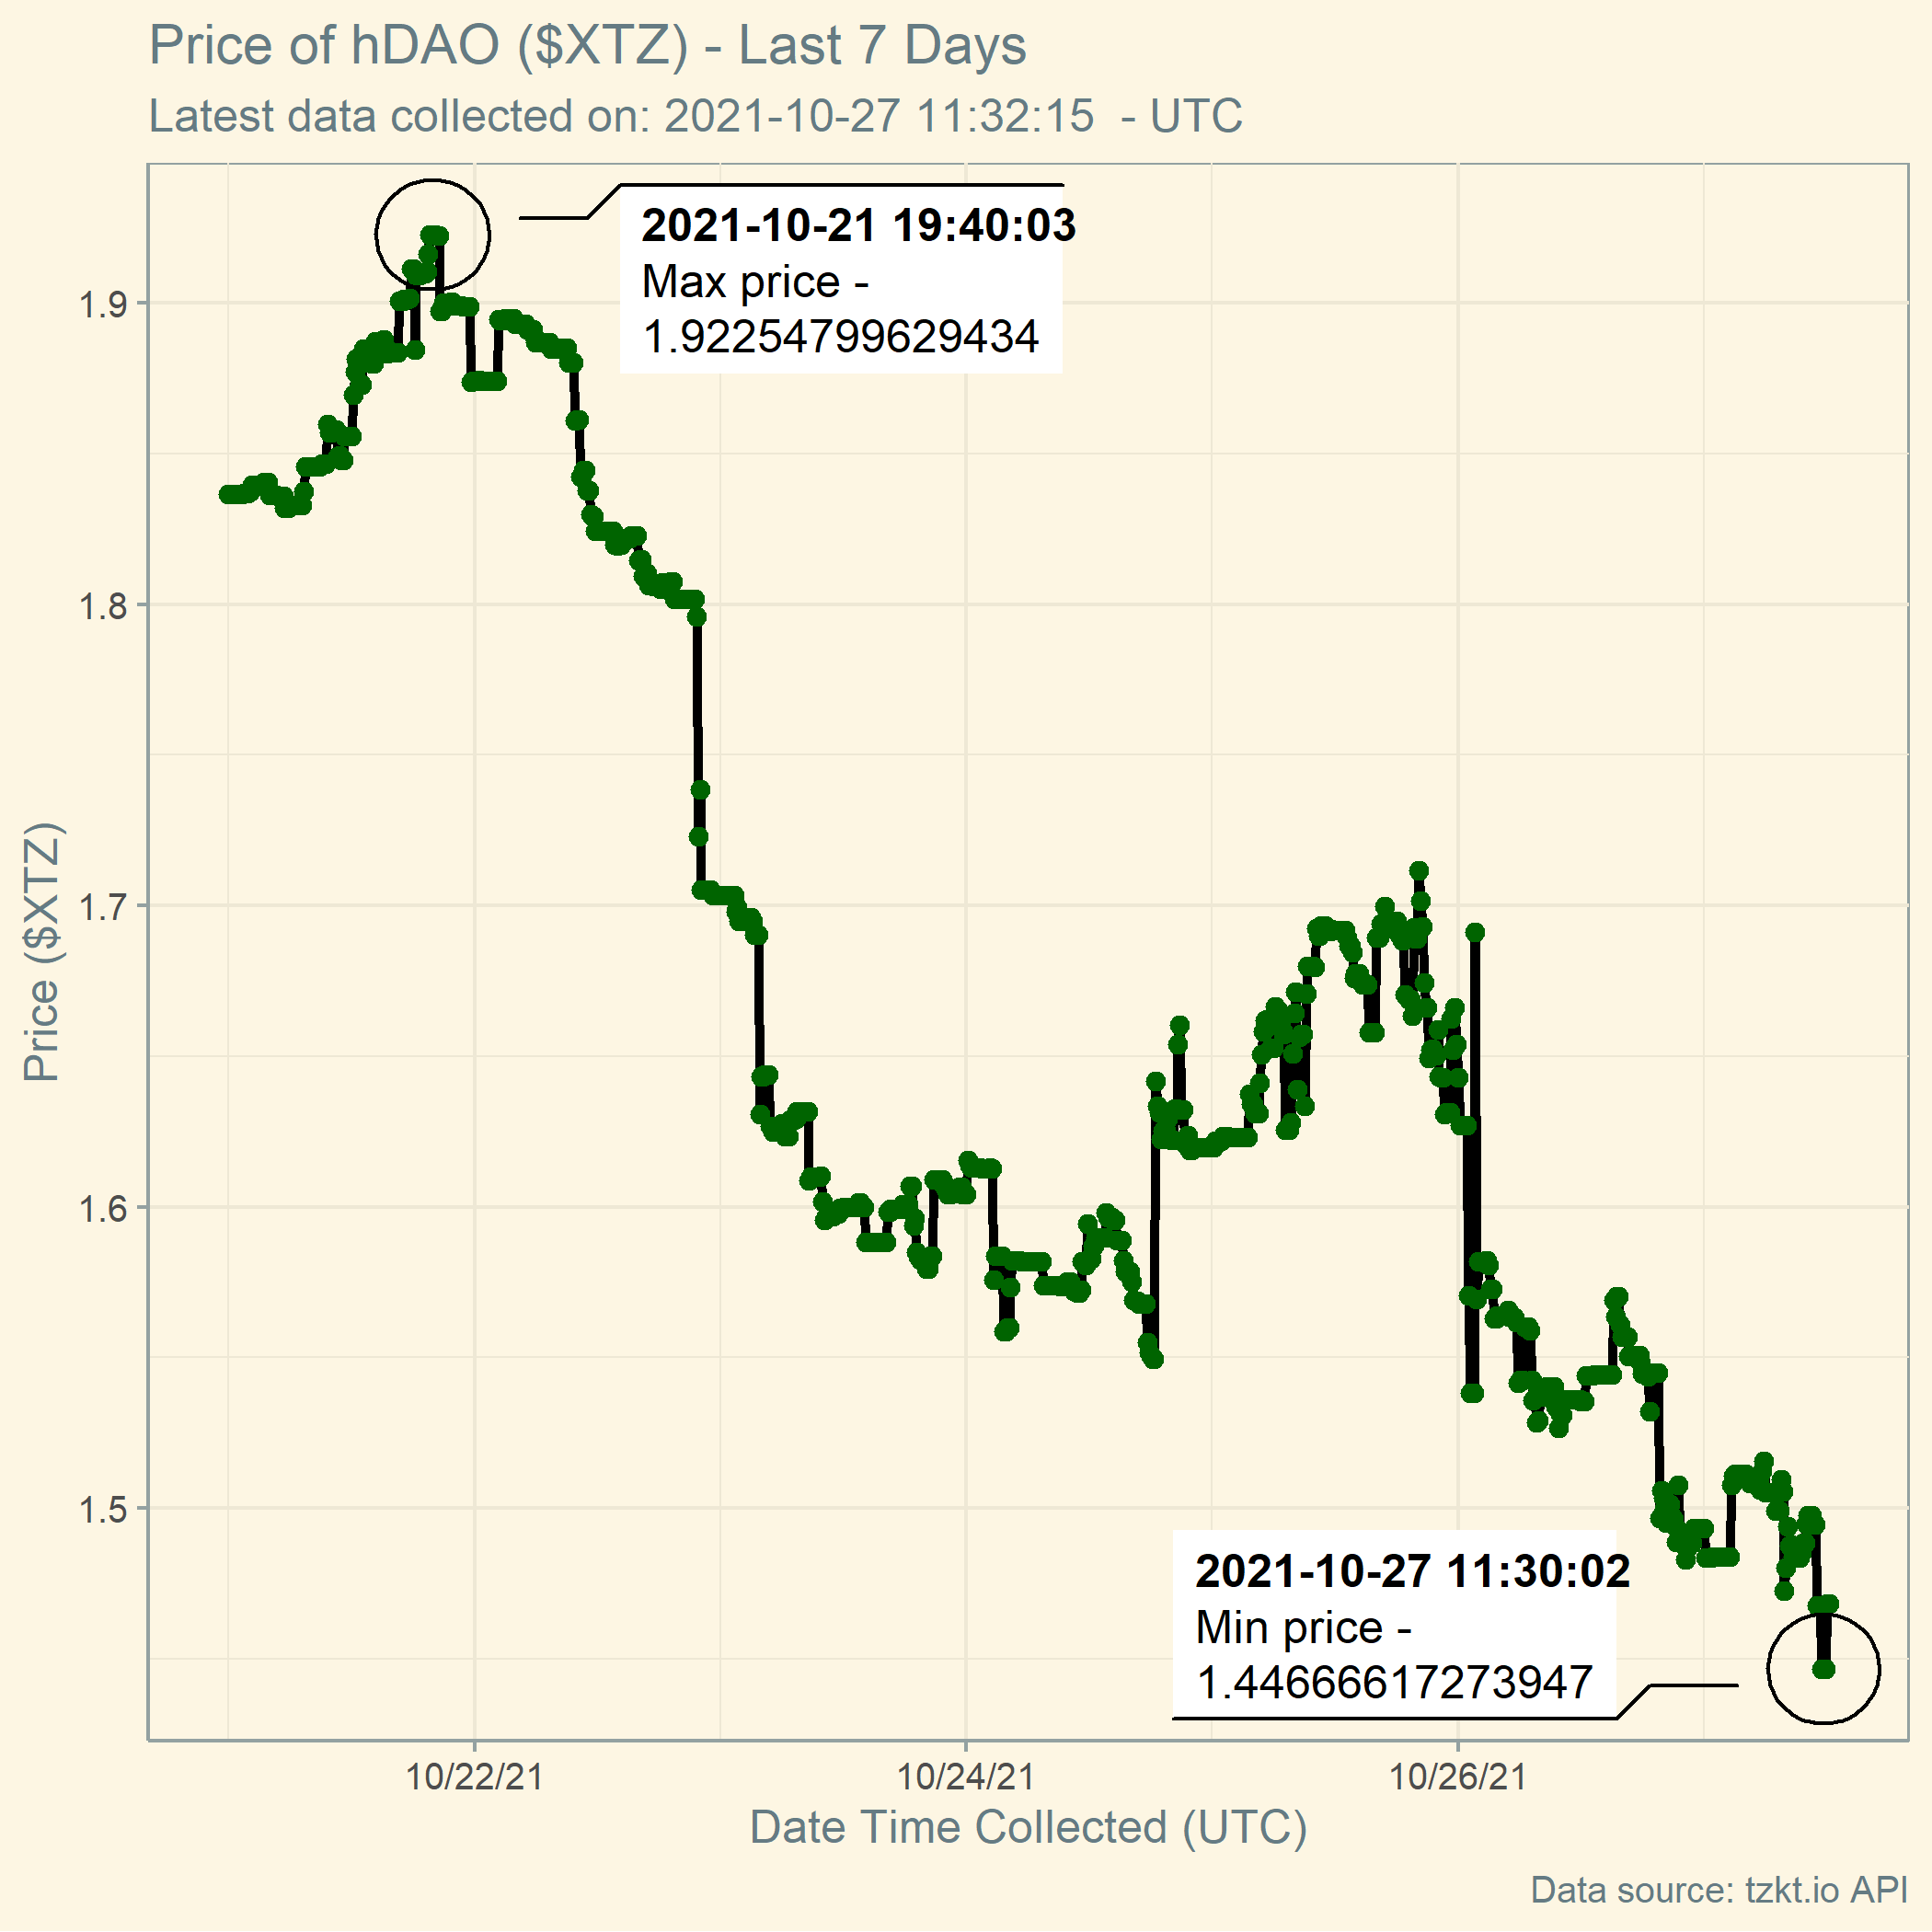 Price of hDAO ($XTZ) - Last 7 Days
Latest data collected on: 2021-10-27 11:32:15  - UTC
2021-10-21 19:40:03
Max price -
1.92254799629434
1.9
1.8
1.7
1.6
1.5
Price ($XTZ)
2021-10-27 11:30:02
Min price -
1.44666617273947
10/22/21
10/24/21
10/26/21
Date Time Collected (UTC)
Data source: tzkt.io API